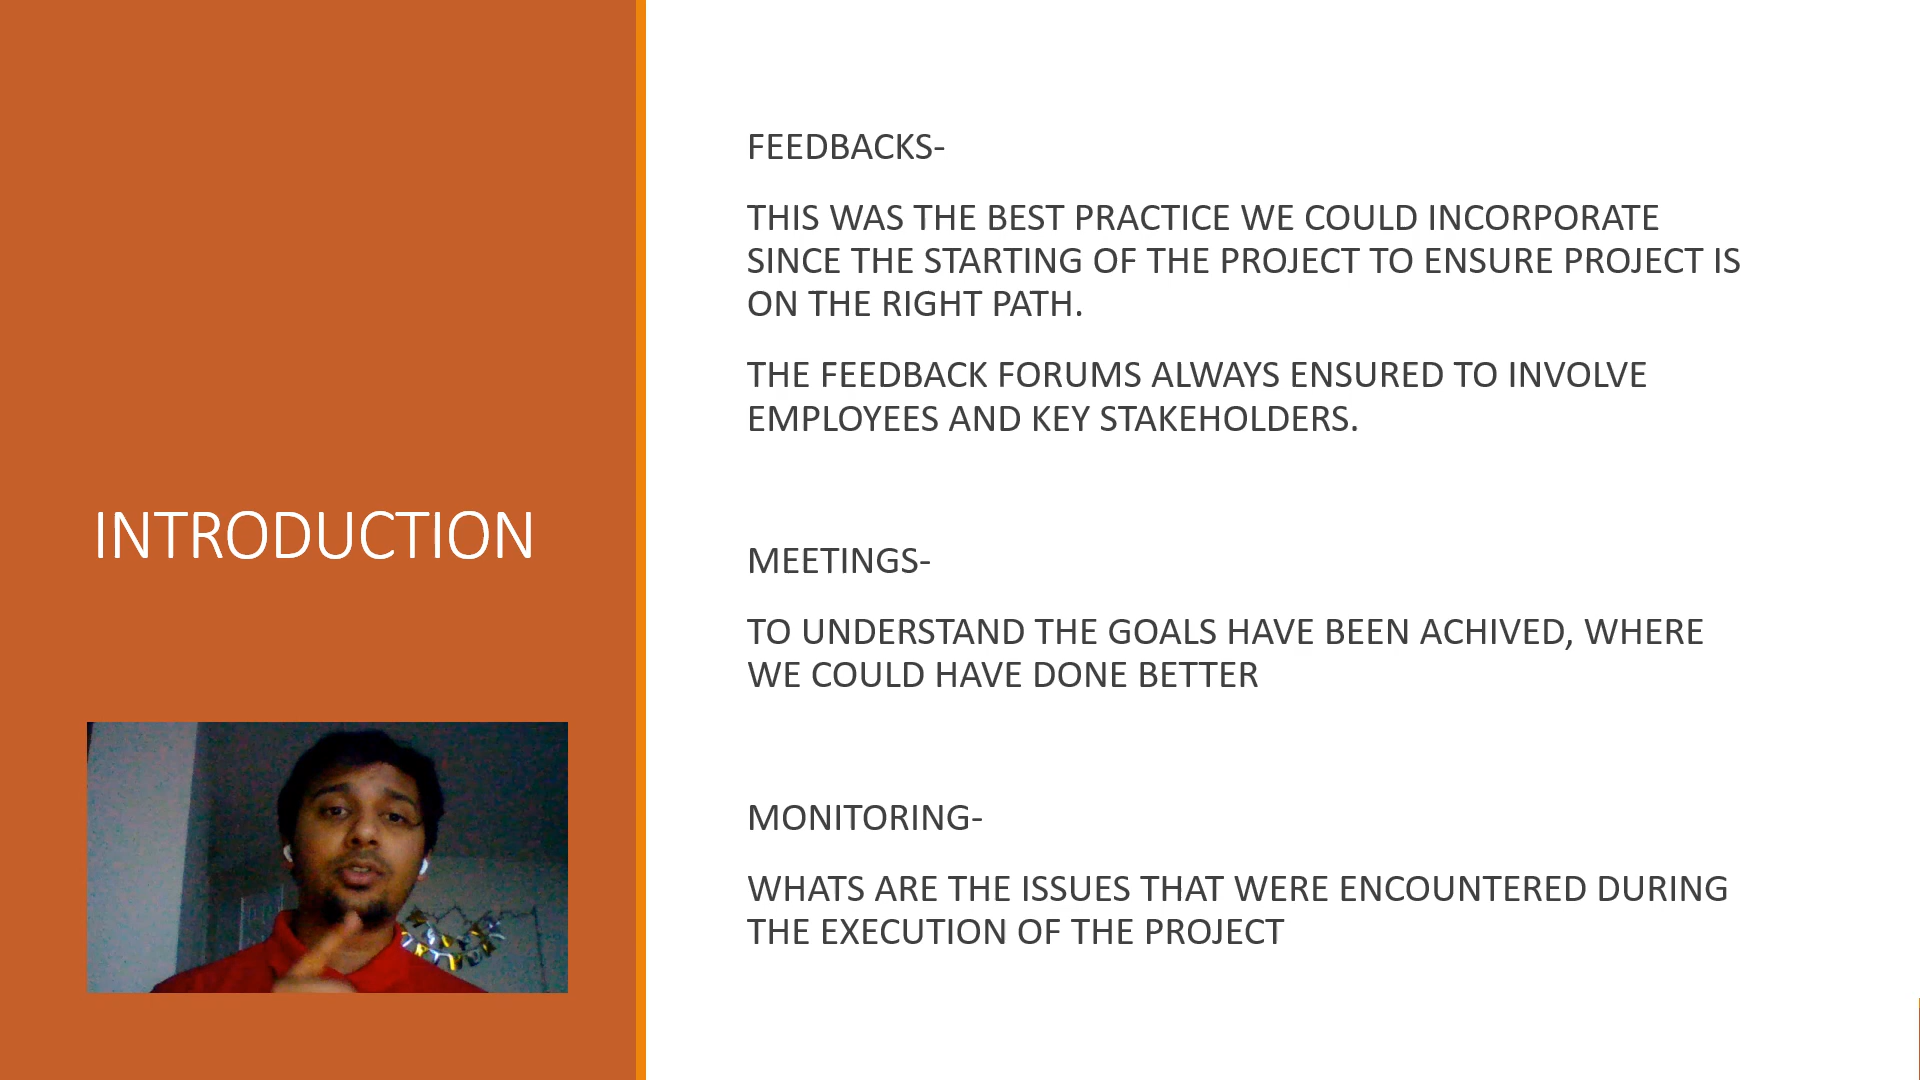 INTRODUCTION
FEEDBACKS-
THIS WAS THE BEST PRACTICE WE COULD INCORPORATE
SINCE THE STARTING OF THE PROJECT TO ENSURE PROJECT IS
ON THE RIGHT PATH.
THE FEEDBACK FORUMS ALWAYS ENSURED TO INVOLVE
EMPLOYEES AND KEY STAKEHOLDERS.
MEETINGS-
TO UNDERSTAND THE GOALS HAVE BEEN ACHIVED, WHERE
WE COULD HAVE DONE BETTER
MONITORING-
WHATS ARE THE ISSUES THAT WERE ENCOUNTERED DURING
THE EXECUTION OF THE PROJECT